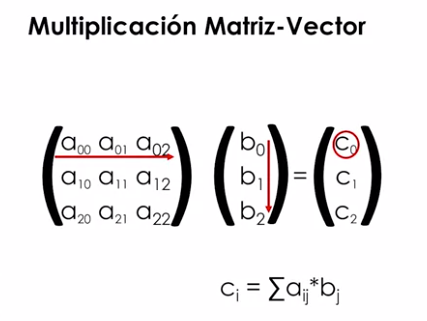 Multiplicación Matriz-Vector
a₀₀ a₀₁ a₀₂ b₀ c₀
a₁₀ a₁₁ a₁₂ b₁ = c₁
a₂₀ a₂₁ a₂₂ b₂ c₂
cᵢ = ∑aᵢⱼ*bⱼ